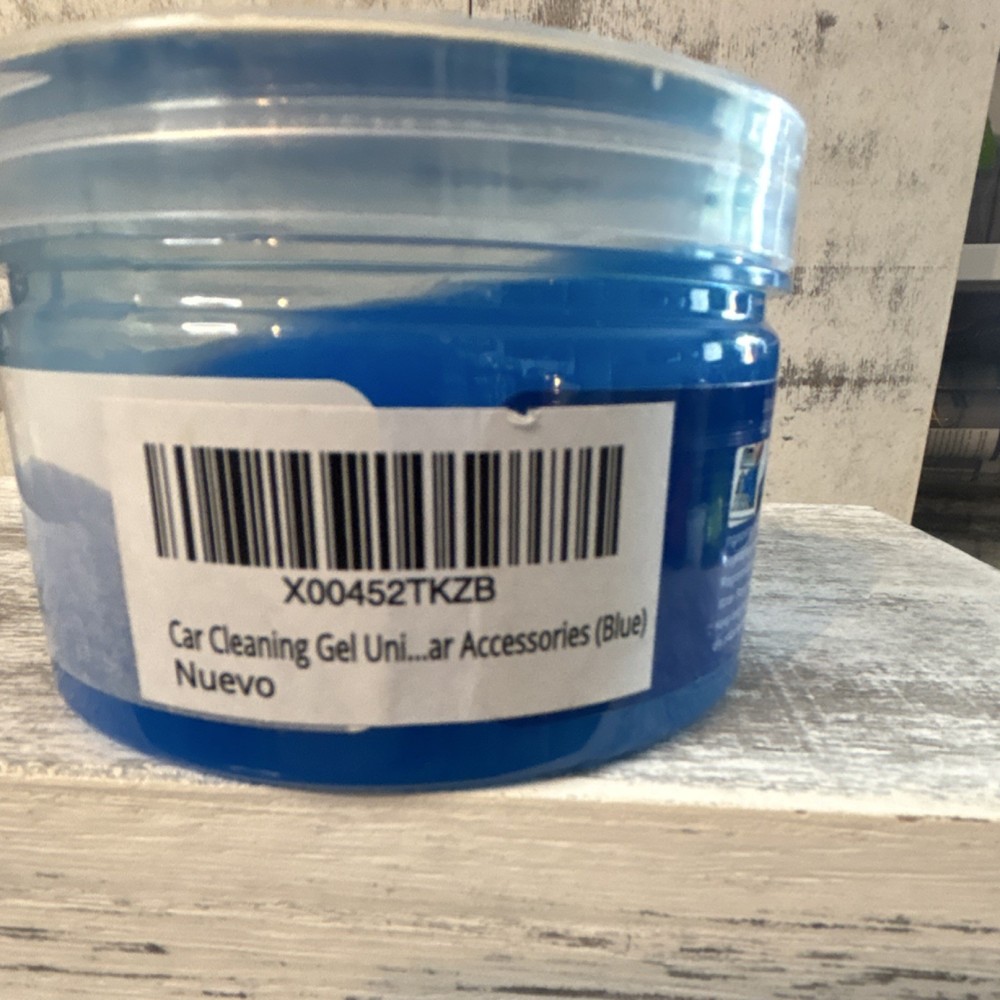 X00452TKZB
Car Cleaning Gel Uni...ar Accessories (Blue)
Nuevo